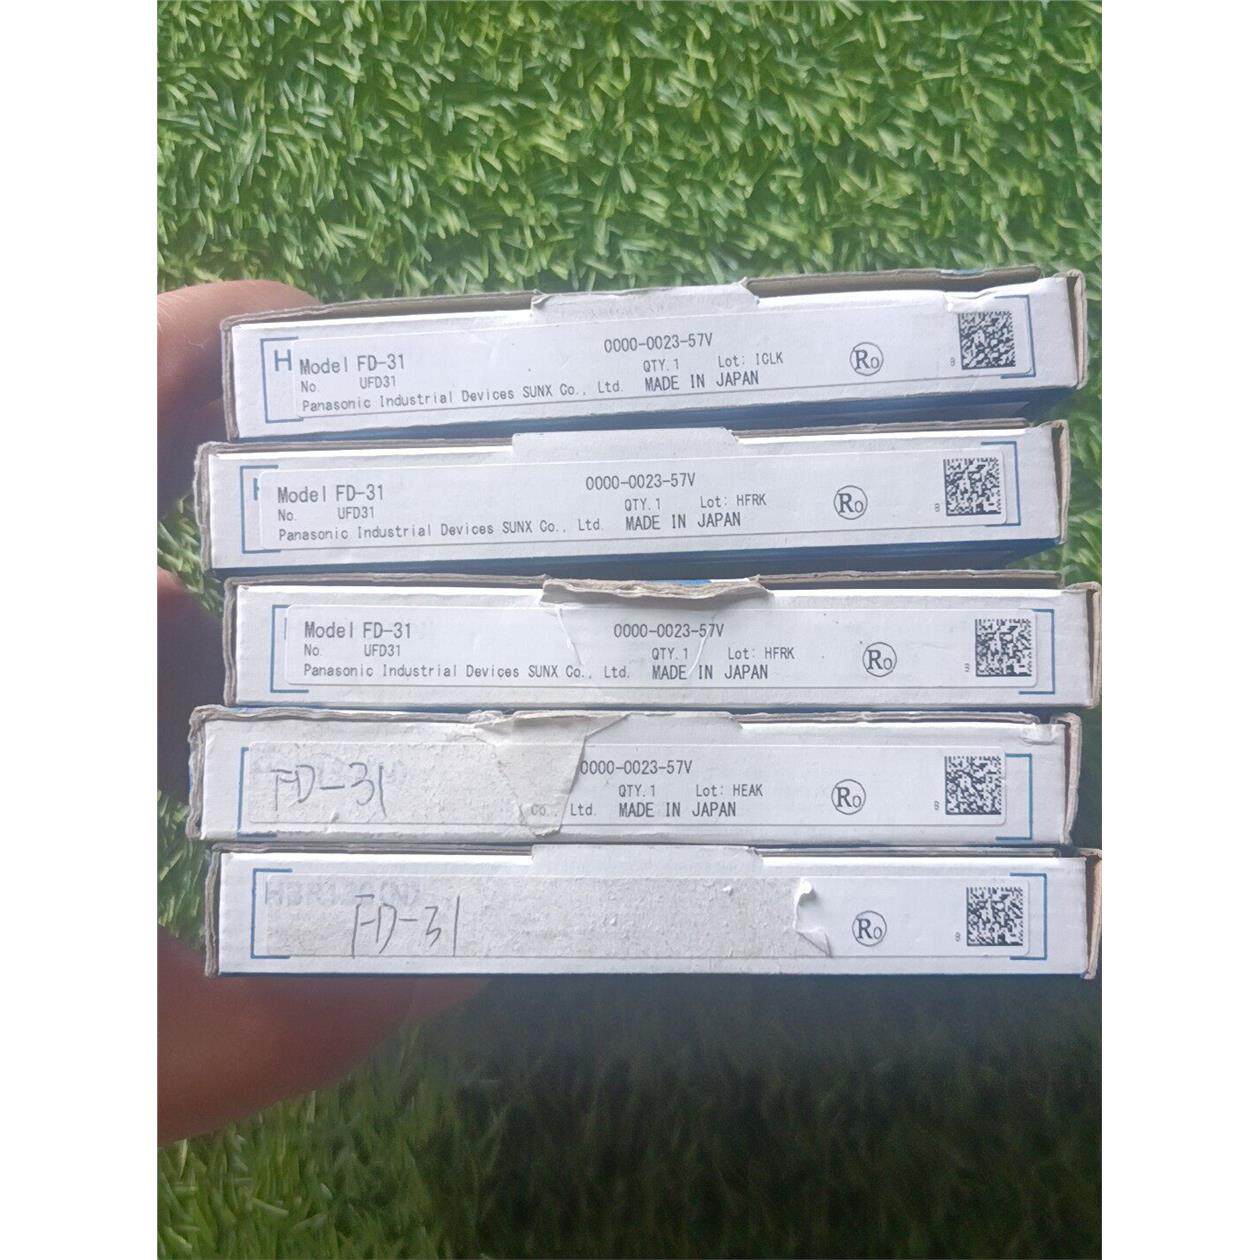 H
Model FD-31
No. UFD31
Panasonic Industrial Devices SUNX Co., Ltd.
0000-0023-57V
QTY.1 Lot: ICLK
MADE IN JAPAN
Ro
Model FD-31
No. UFD31
Panasonic Industrial Devices SUNX Co., Ltd.
0000-0023-57V
QTY.1 Lot: HFRK
MADE IN JAPAN
Ro
Model FD-31
No. UFD31
Panasonic Industrial Devices SUNX Co., Ltd.
0000-0023-57V
QTY.1 Lot: HFRK
MADE IN JAPAN
Ro
FD-31
Co., Ltd.
0000-0023-57V
QTY.1 Lot: HEAK
MADE IN JAPAN
Ro
FD-31
Ro